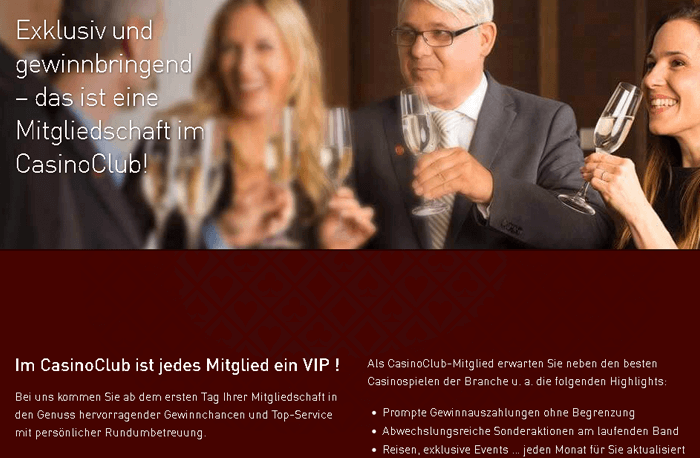 Exklusiv und
gewinnbringend
– das ist eine
Mitgliedschaft im
CasinoClub!
Im CasinoClub ist jedes Mitglied ein VIP !
Bei uns kommen Sie ab dem ersten Tag Ihrer Mitgliedschaft in
den Genuss hervorragender Gewinnchancen und Top-Service
mit persönlicher Rundumbetreuung.
Als CasinoClub-Mitglied erwarten Sie neben den besten
Casinospielen der Branche u. a. die folgenden Highlights:
• Prompte Gewinnauszahlungen ohne Begrenzung
• Abwechslungsreiche Sonderaktionen am laufenden Band
• Reisen, exklusive Events ... jeden Monat für Sie aktualisiert